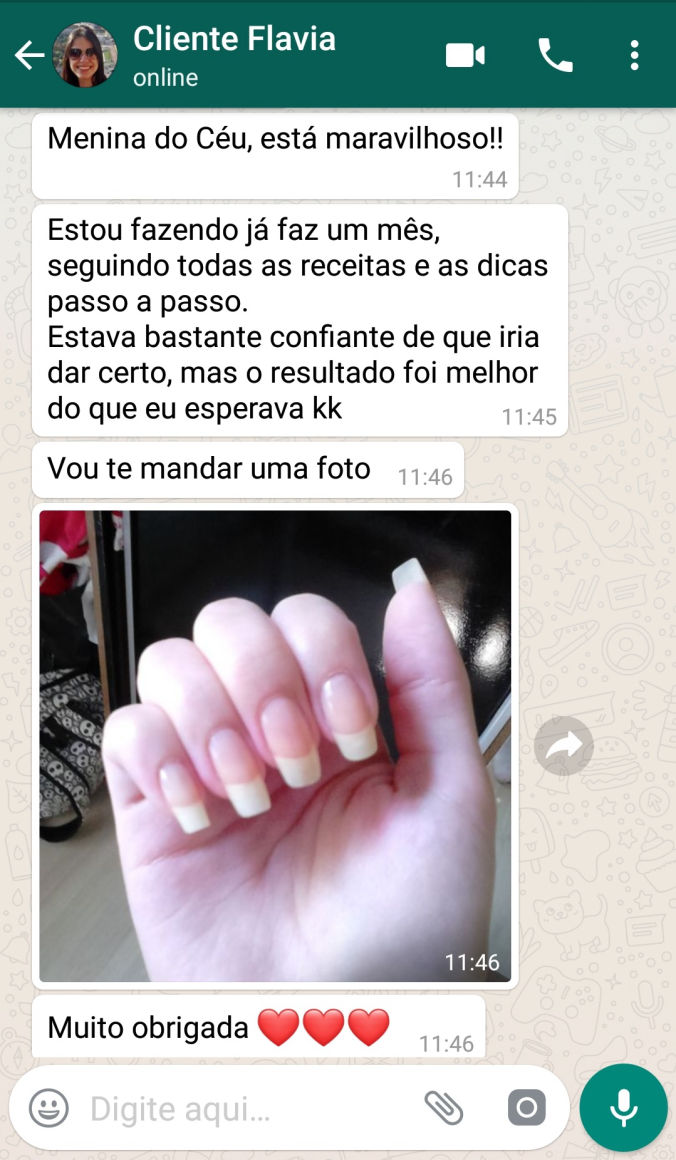 Cliente Flavia
online
Menina do Céu, está maravilhoso!!
11:44
Estou fazendo já faz um mês,
seguindo todas as receitas e as dicas
passo a passo.
Estava bastante confiante de que iria
dar certo, mas o resultado foi melhor
do que eu esperava kk
11:45
Vou te mandar uma foto
11:46
11:46
Muito obrigada ❤️❤️❤️
11:46
Digite aqui...